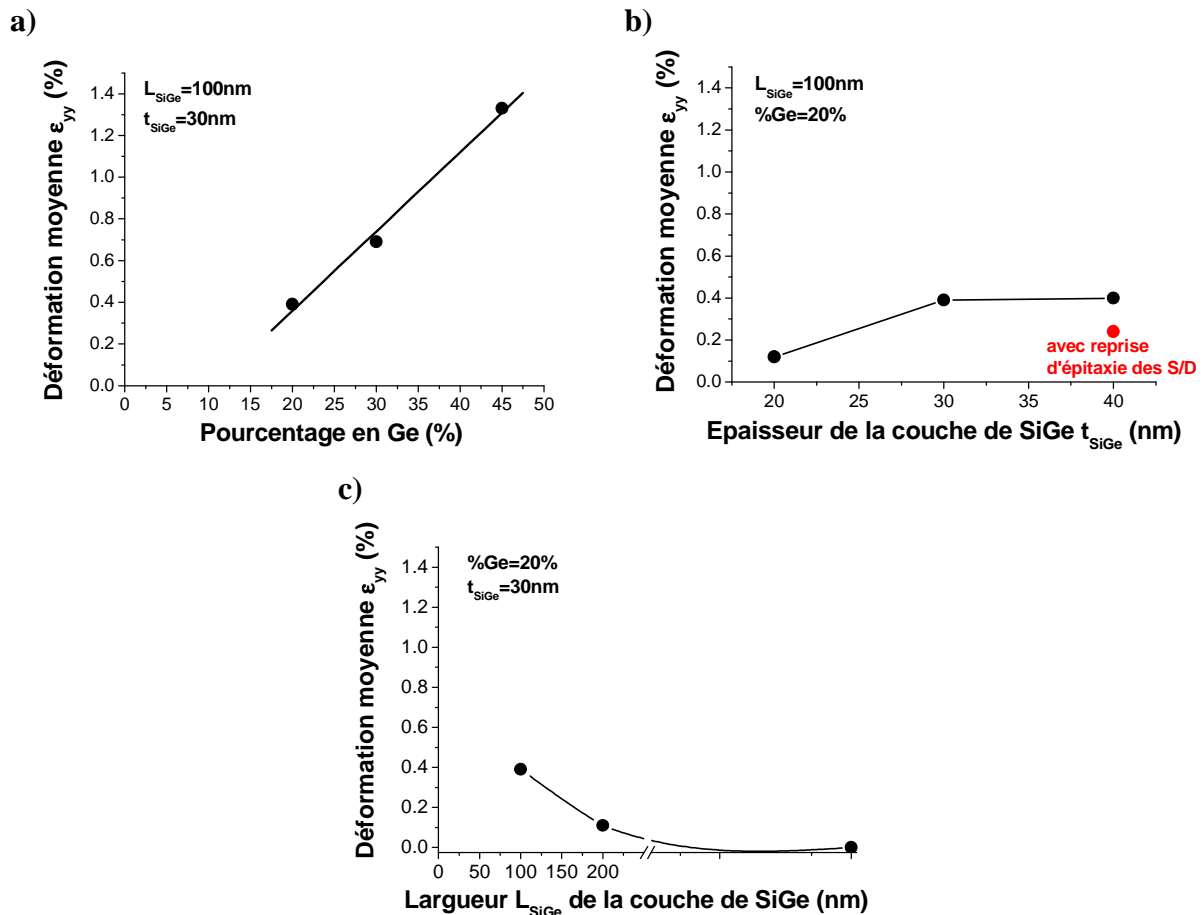 a)
Déformation moyenne ε_yy (%)
1.4
1.2
1.0
0.8
0.6
0.4
0.2
0.0
L_SiGe=100nm
t_SiGe=30nm
0 5 10 15 20 25 30 35 40 45 50
Pourcentage en Ge (%)
b)
Déformation moyenne ε_yy (%)
1.4
1.2
1.0
0.8
0.6
0.4
0.2
0.0
L_SiGe=100nm
%Ge=20%
avec reprise
d'épitaxie des S/D
20 25 30 35 40
Epaisseur de la couche de SiGe t_SiGe (nm)
c)
Déformation moyenne ε_yy (%)
1.4
1.2
1.0
0.8
0.6
0.4
0.2
0.0
%Ge=20%
t_SiGe=30nm
0 50 100 150 200
Largueur L_SiGe de la couche de SiGe (nm)